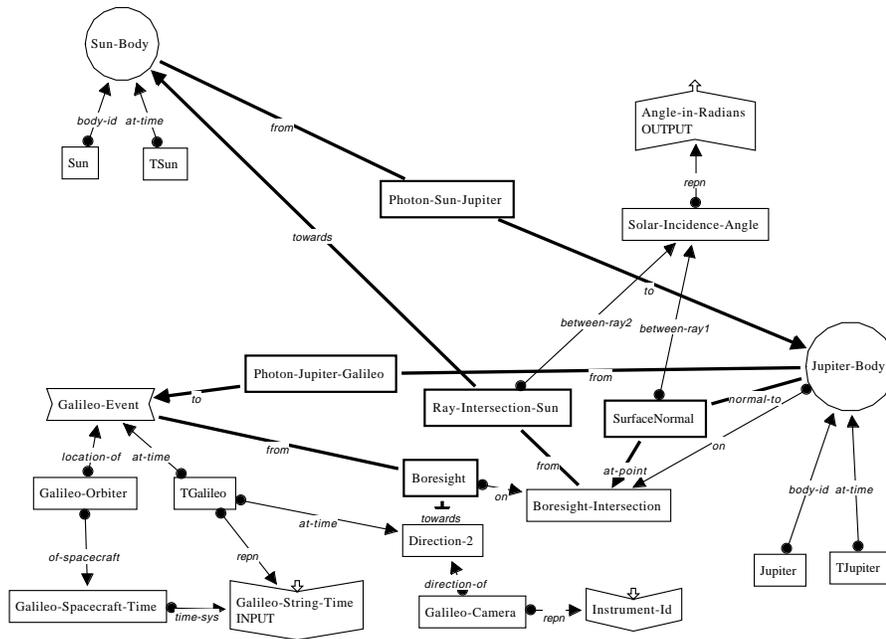 Sun-Body
body-id
at-time
from
Angle-in-Radians
OUTPUT
Sun
TSun
repn
Photon-Sun-Jupiter
Solar-Incidence-Angle
towards
to
between-ray2
between-ray1
Photon-Jupiter-Galileo
from
Jupiter-Body
to
Galileo-Event
Ray-Intersection-Sun
SurfaceNormal
normal-to
from
on
location-of
at-time
from
at-point
Galileo-Orbiter
TGalileo
Boresight
on
Boresight-Intersection
body-id
at-time
at-time
towards
Direction-2
of-spacecraft
repn
direction-of
Jupiter
TJupiter
Galileo-Spacecraft-Time
time-sys
Galileo-String-Time
INPUT
Galileo-Camera
repn
Instrument-Id